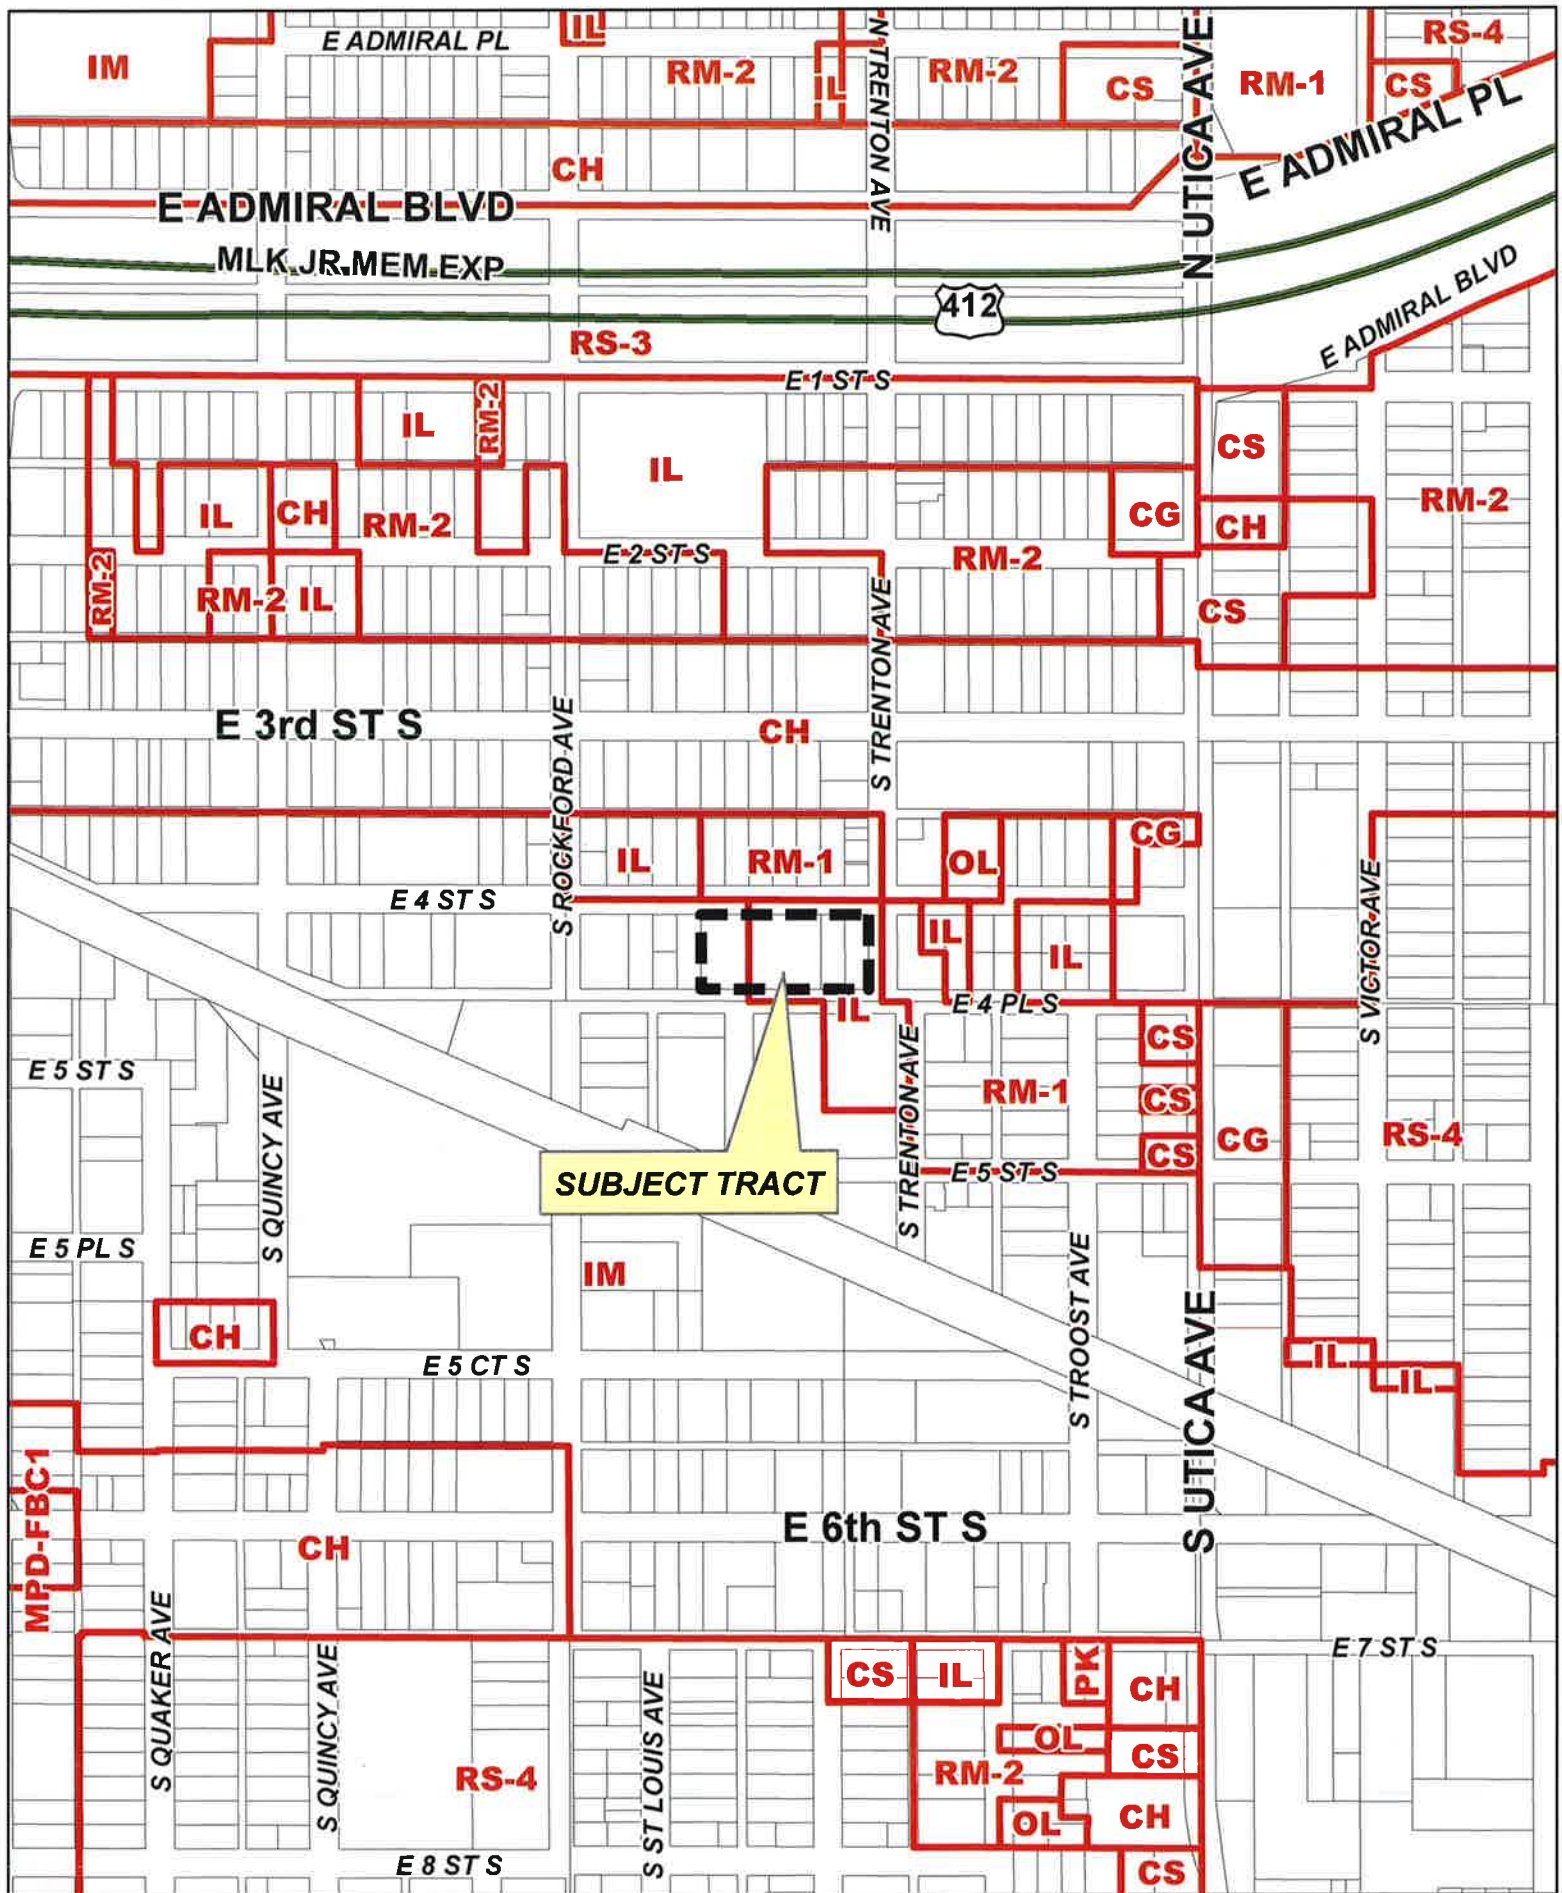 E ADMIRAL PL
IL
IM
RM-2
IL
N TRENTON AVE
RM-2
CS
N UTICA AVE
RM-1
RS-4
CS
E ADMIRAL PL
CH
E ADMIRAL BLVD
MLK JR.MEM.EXP
412
E ADMIRAL BLVD
RS-3
E 1 ST S
IL
RM-2
IL
CS
IL
CH
RM-2
CG
CH
RM-2
E 2 ST S
RM-2
RM-2
RM-2
IL
CS
S TRENTON AVE
E 3rd ST S
S ROCKFORD AVE
CH
IL
RM-1
OL
CG
E 4 ST S
IL
IL
S VICTOR AVE
IL
E 4 PL S
CS
E 5 ST S
S QUINCY AVE
S TRENTON AVE
RM-1
CS
CG
RS-4
CS
SUBJECT TRACT
E 5 ST S
E 5 PL S
IM
S TROOST AVE
S UTICA AVE
CH
E 5 CT S
IL
IL
MPD-FBC1
CH
E 6th ST S
S QUAKER AVE
S QUINCY AVE
S ST LOUIS AVE
E 7 ST S
CS
IL
PK
CH
OL
CS
RM-2
RS-4
OL
CH
E 8 ST S
CS